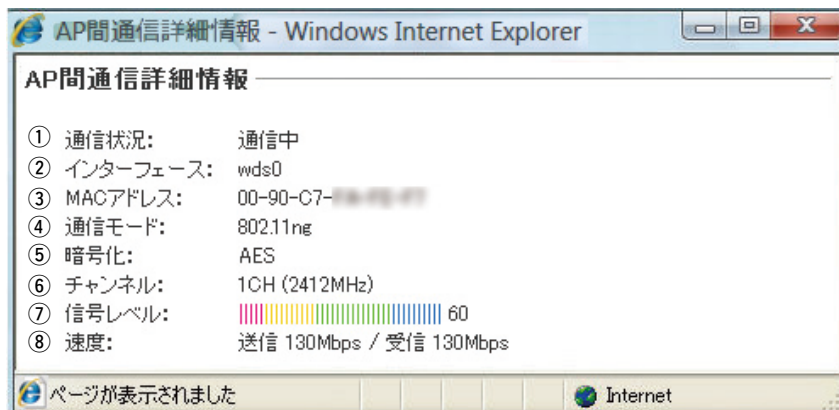 AP間通信詳細情報 - Windows Internet Explorer
AP間通信詳細情報
① 通信状況: 通信中
② インターフェース: wds0
③ MACアドレス: 00-90-C7-
④ 通信モード: 802.11ng
⑤ 暗号化: AES
⑥ チャンネル: 1CH (2412MHz)
⑦ 信号レベル: 60
⑧ 速度: 送信 130Mbps / 受信 130Mbps
ページが表示されました Internet